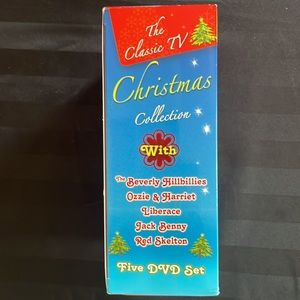 The
Classic TV
Christmas
Collection
With
The Beverly Hillbillies
Ozzie & Harriet
Liberace
Jack Benny
Red Skelton
Five DVD Set